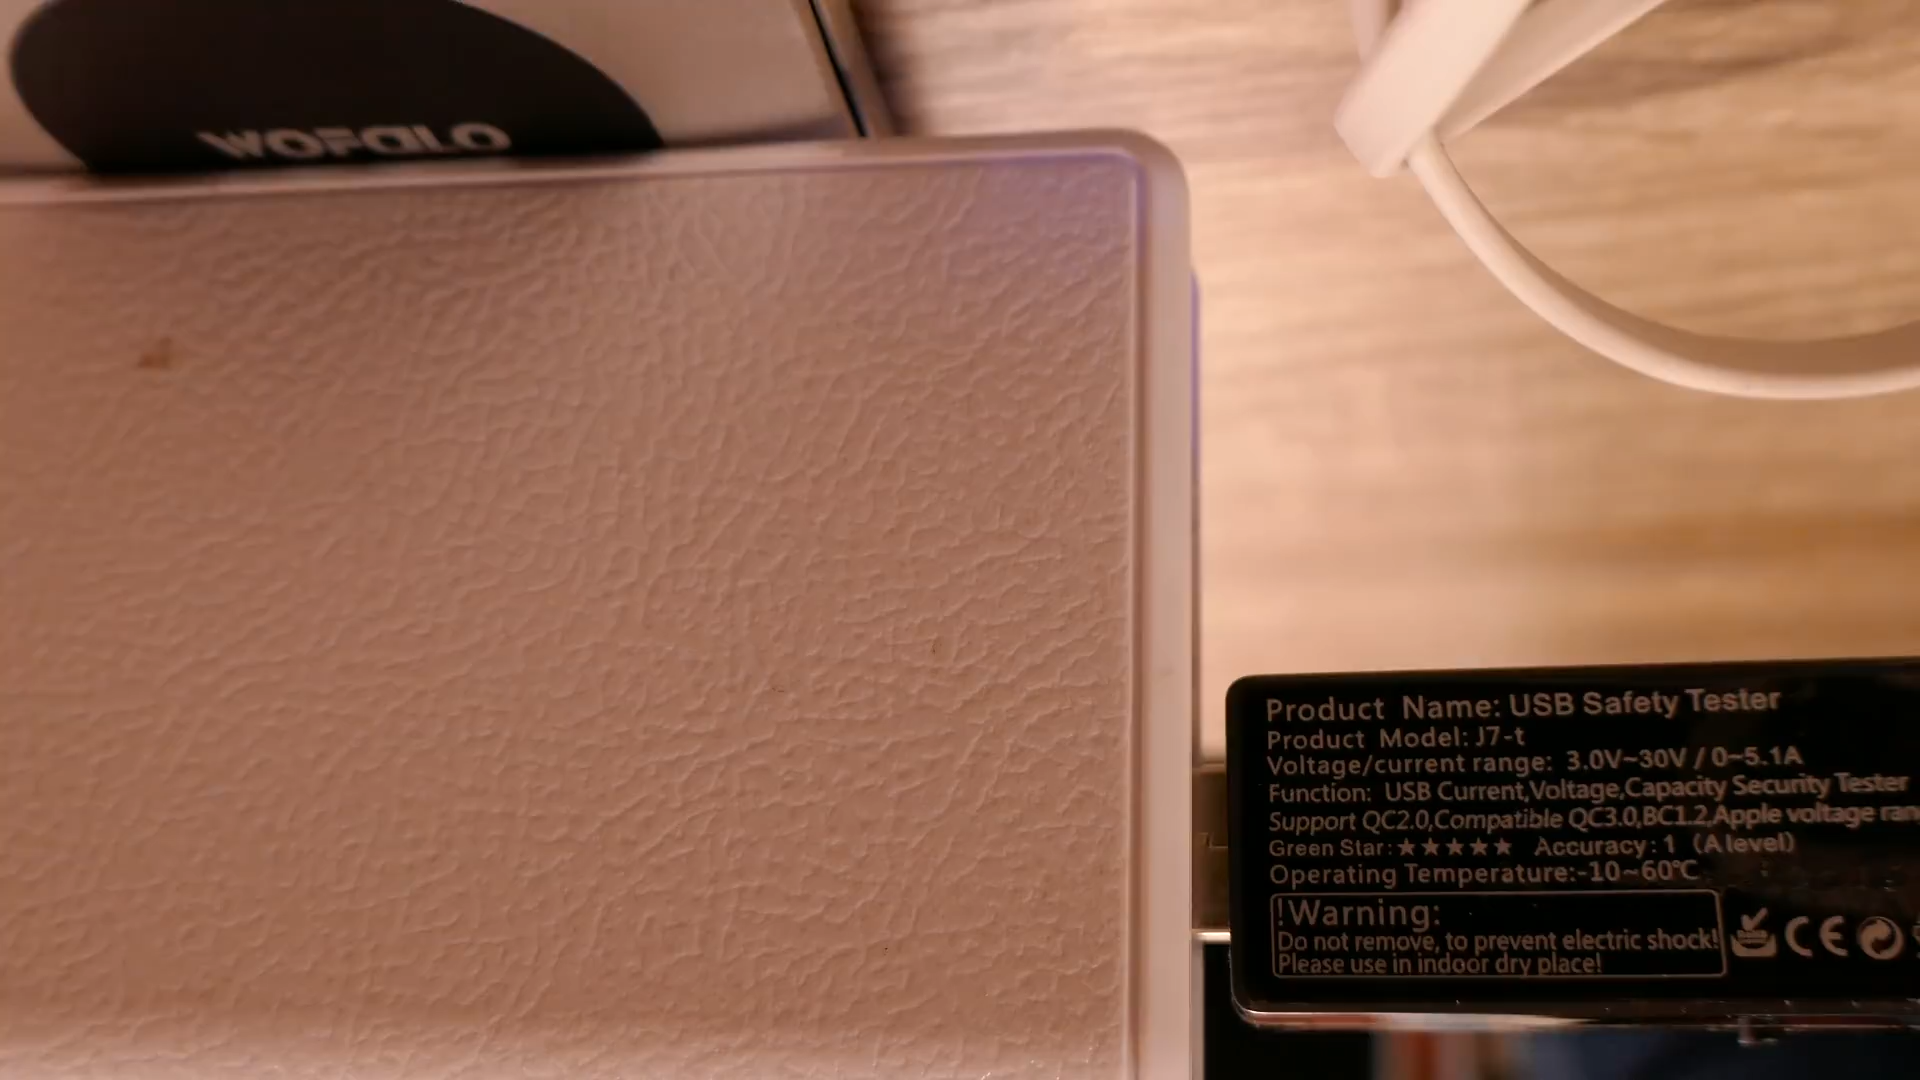 WOFALO
Product Name: USB Safety Tester
Product Model: J7-t
Voltage/current range: 3.0V~30V / 0~5.1A
Function: USB Current,Voltage,Capacity Security Tester
Support QC2.0,Compatible QC3.0,BC1.2,Apple voltage
Green Star:★★★★★ Accuracy: 1 (A level)
Operating Temperature:-10~60℃
!Warning:
Do not remove, to prevent electric shock!
Please use in indoor dry place!
CE